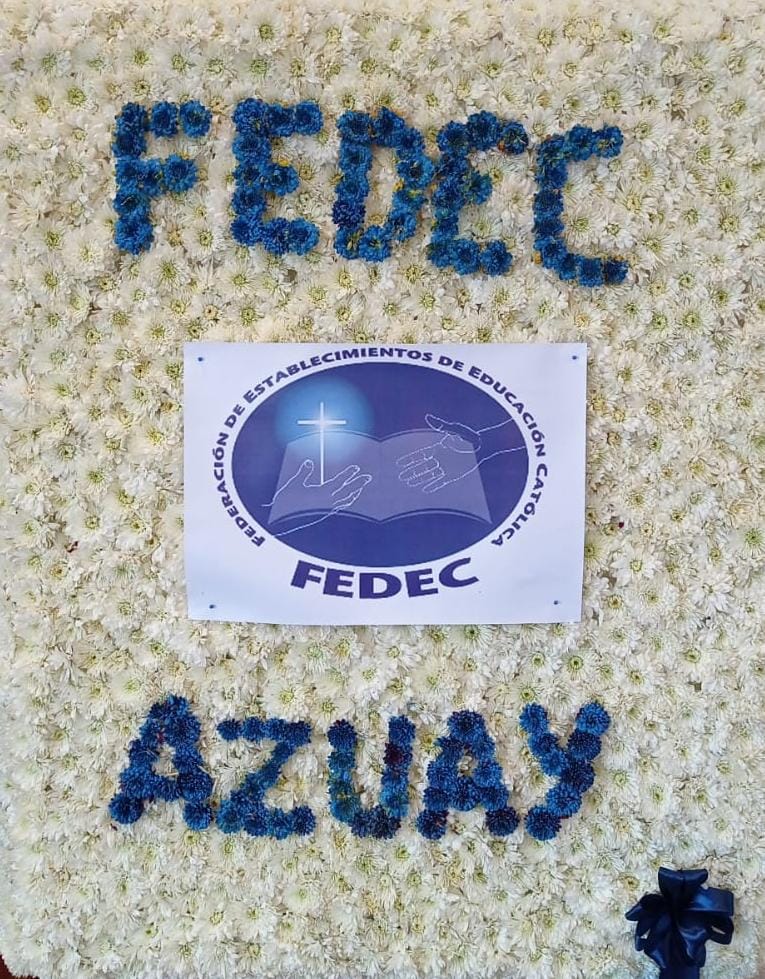 FEDEC
FEDERACIÓN DE ESTABLECIMIENTOS DE EDUCACIÓN CATÓLICA
FEDEC
AZUAY